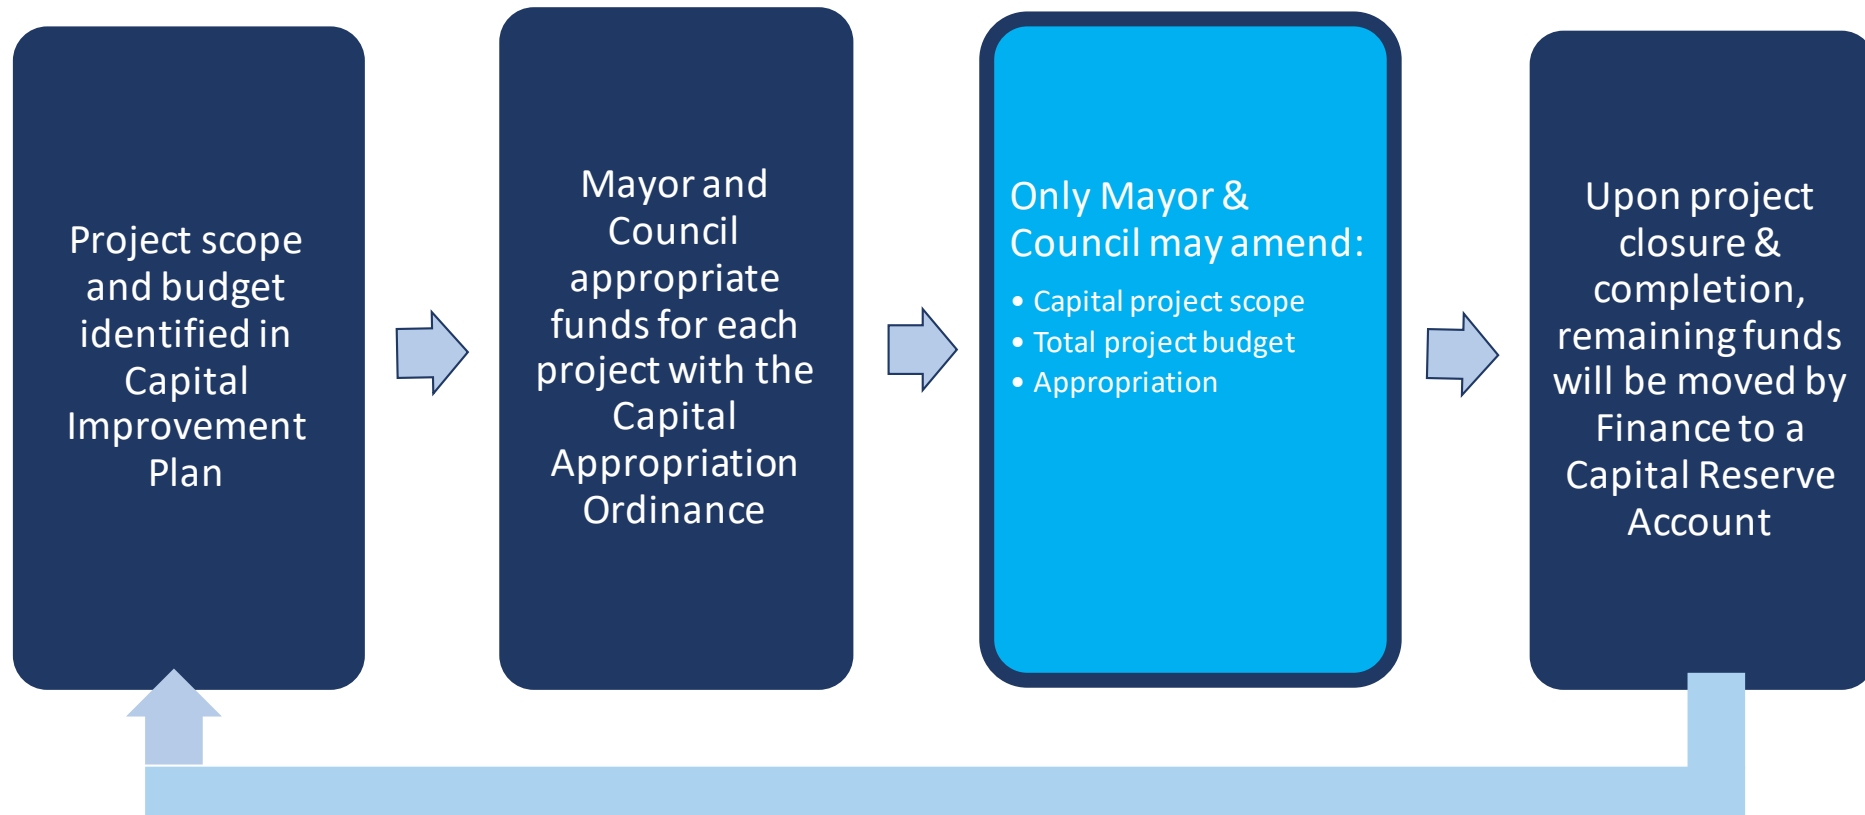 Project scope
and budget
identified in
Capital
Improvement
Plan
Mayor and
Council
appropriate
funds for each
project with the
Capital
Appropriation
Ordinance
Only Mayor &
Council may amend:
• Capital project scope
• Total project budget
• Appropriation
Upon project
closure &
completion,
remaining funds
will be moved by
Finance to a
Capital Reserve
Account